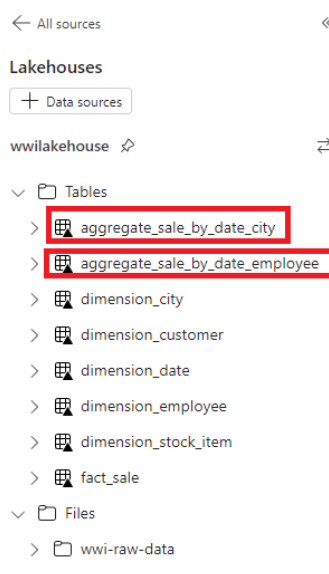 All sources
Lakehouses
+ Data sources
wwilakehouse
Tables
aggregate_sale_by_date_city
aggregate_sale_by_date_employee
dimension_city
dimension_customer
dimension_date
dimension_employee
dimension_stock_item
fact_sale
Files
wwi-raw-data